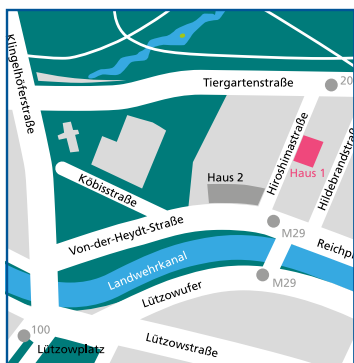 Klingelhöferstraße
Tiergartenstraße
20
Hiroshimastraße
Haus 1
Hildebrandstraß
Köbisstraße
Haus 2
Von-der-Heydt-Straße
M29
Reichp
Landwehrkanal
M29
Lützowufer
100
Lützowplatz
Lützowstraße